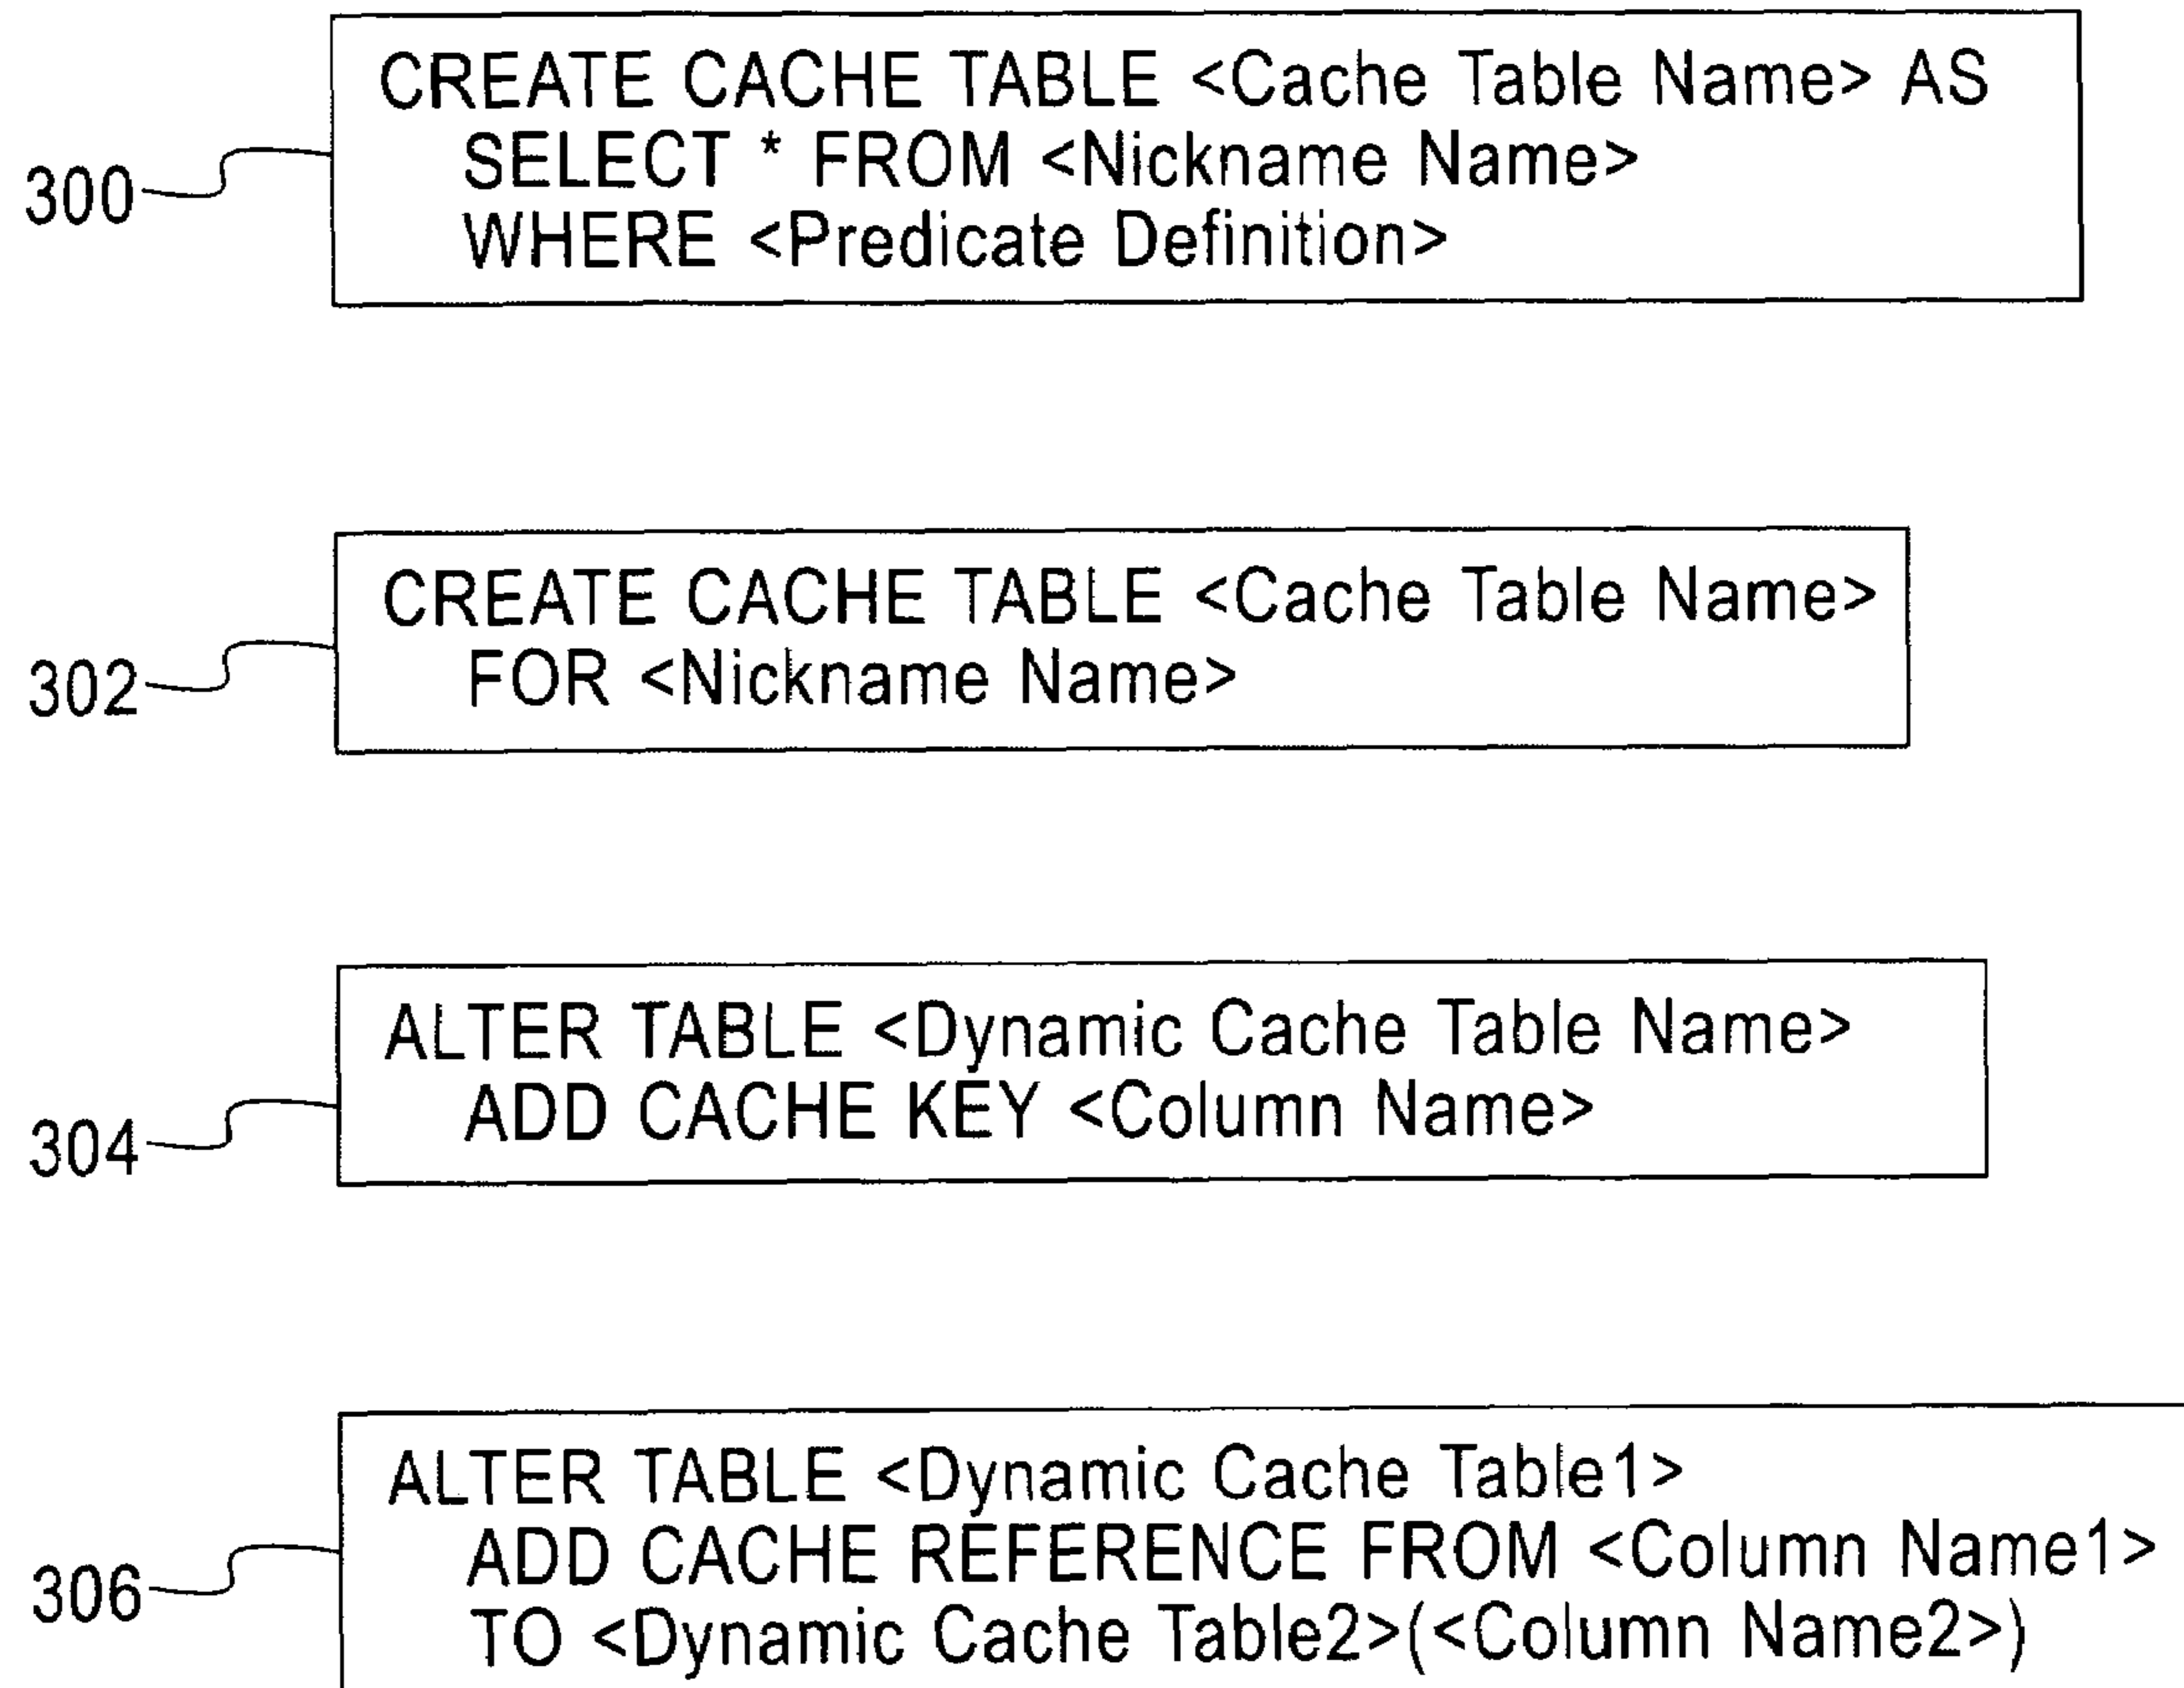 300
CREATE CACHE TABLE <Cache Table Name> AS
SELECT * FROM <Nickname Name>
WHERE <Predicate Definition>
302
CREATE CACHE TABLE <Cache Table Name>
FOR <Nickname Name>
304
ALTER TABLE <Dynamic Cache Table Name>
ADD CACHE KEY <Column Name>
306
ALTER TABLE <Dynamic Cache Table1>
ADD CACHE REFERENCE FROM <Column Name1>
TO <Dynamic Cache Table2>(<Column Name2>)